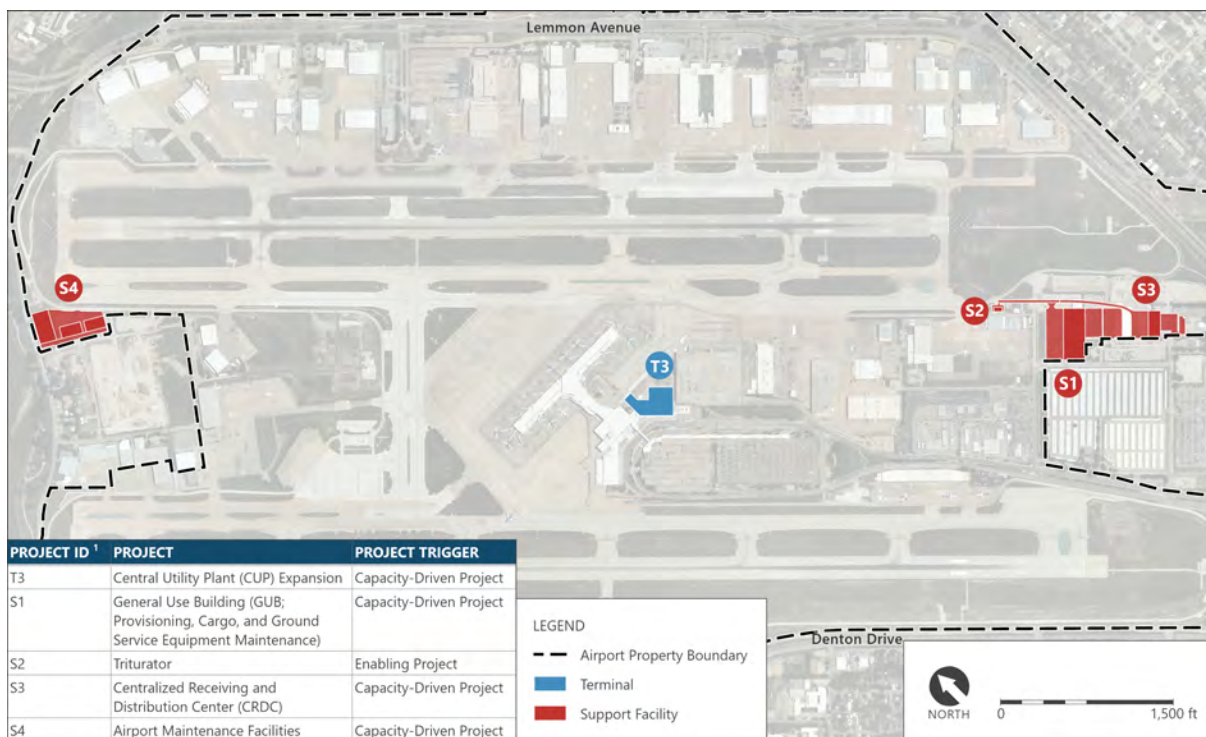 Lemmon Avenue
S4
S3
S2
T3
S1
PROJECT ID 1 PROJECT PROJECT TRIGGER
T3 Central Utility Plant (CUP) Expansion Capacity-Driven Project
S1 General Use Building (GUB; Capacity-Driven Project
Provisioning, Cargo, and Ground
Service Equipment Maintenance)
S2 Triturator Enabling Project
S3 Centralized Receiving and Capacity-Driven Project
Distribution Center (CRDC)
S4 Airport Maintenance Facilities Capacity-Driven Project
LEGEND
Airport Property Boundary
Terminal
Support Facility
Denton Drive
NORTH
0 1,500 ft